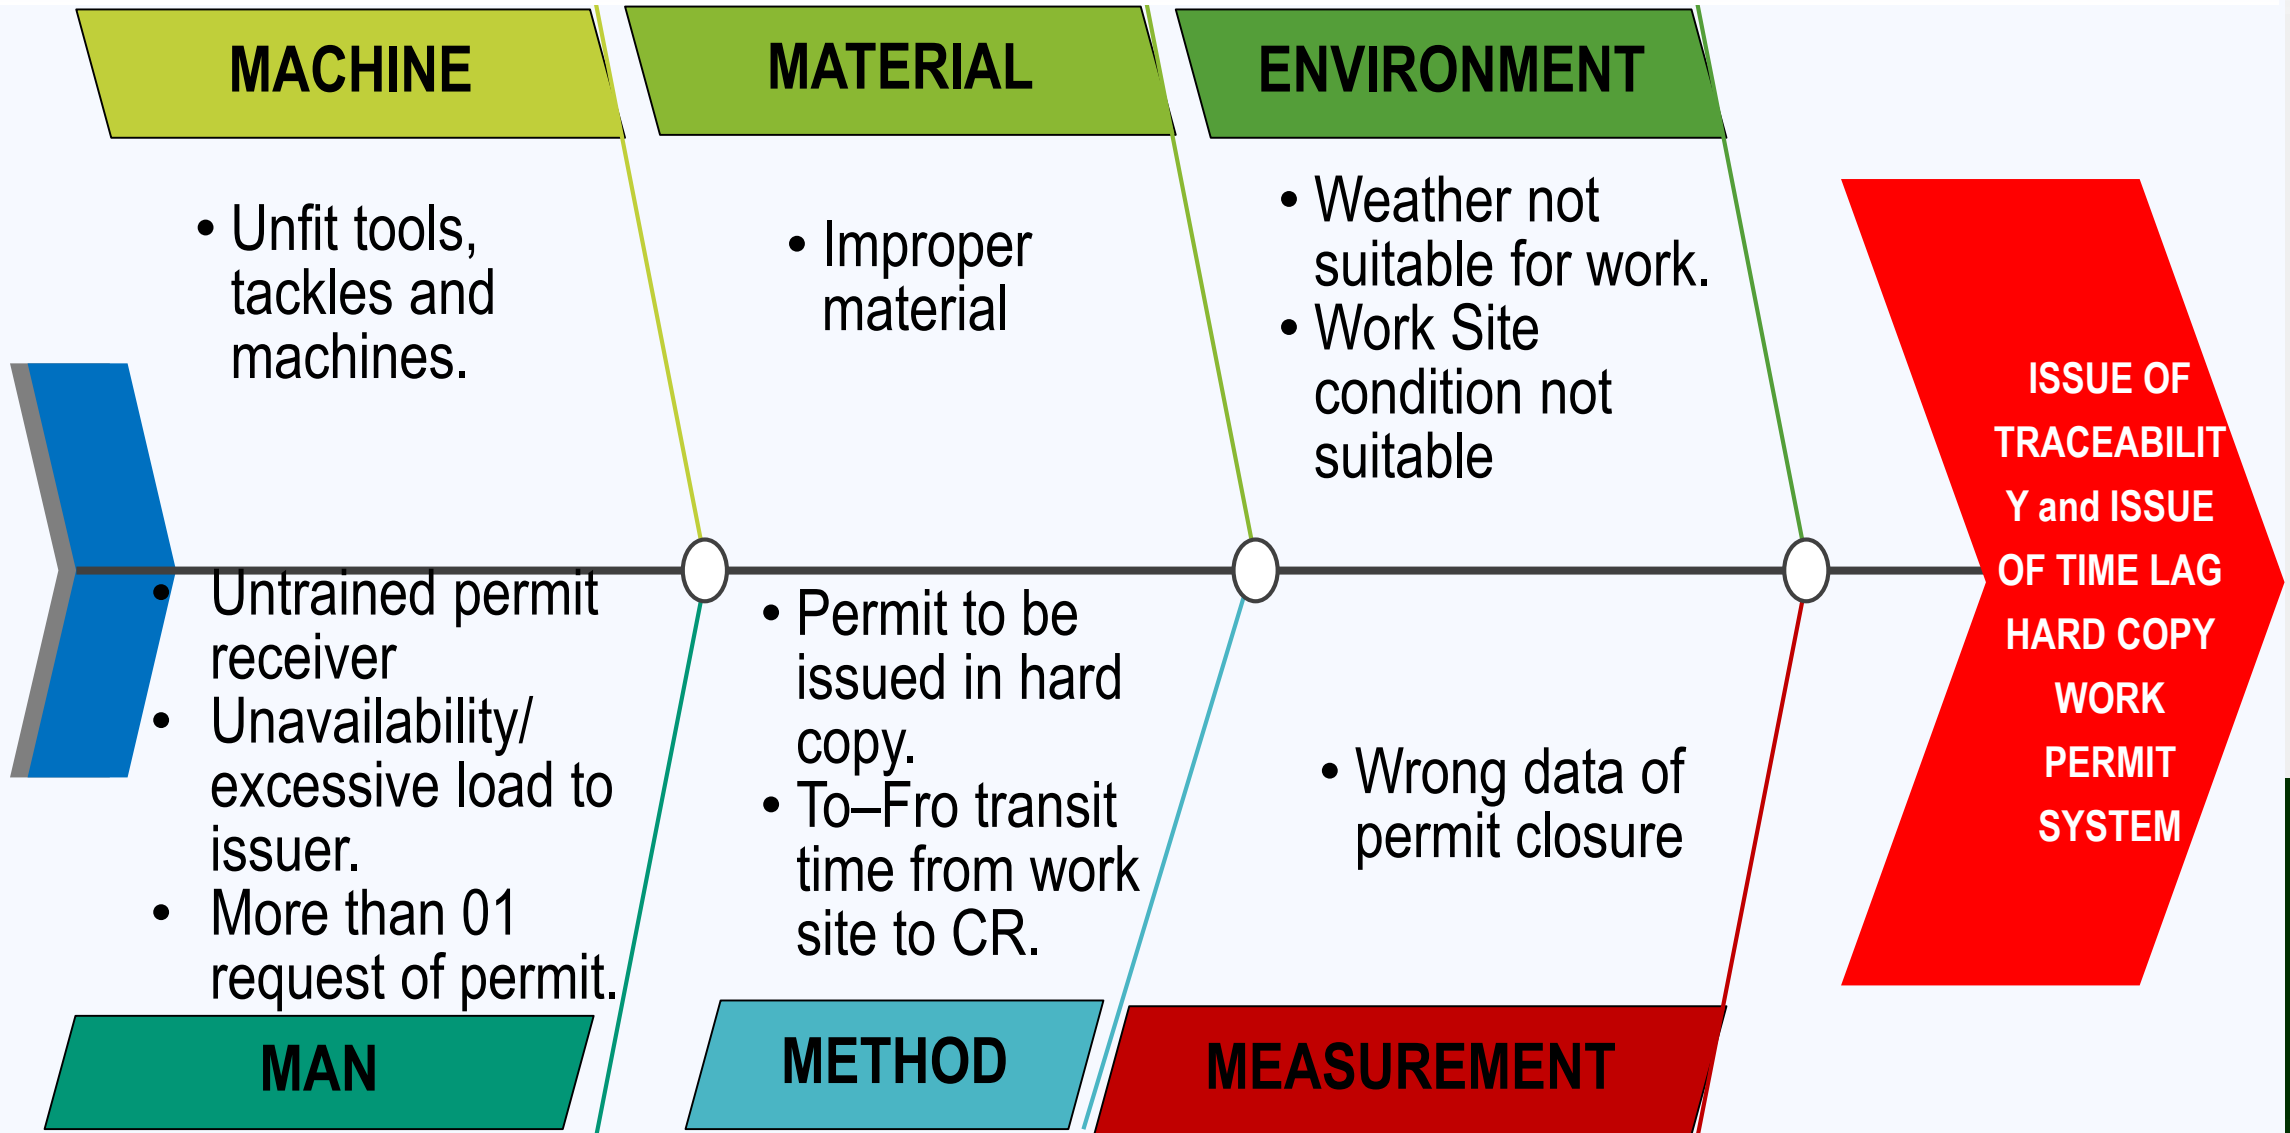 MACHINE
MATERIAL
ENVIRONMENT
• Unfit tools,
tackles and
machines.
• Improper
material
• Weather not
suitable for work.
• Work Site
condition not
suitable
• Untrained permit
receiver
• Unavailability/
excessive load to
issuer.
• More than 01
request of permit.
• Permit to be
issued in hard
copy.
• To–Fro transit
time from work
site to CR.
• Wrong data of
permit closure
MAN
METHOD
MEASUREMENT
ISSUE OF
TRACEABILIT
Y and ISSUE
OF TIME LAG
HARD COPY
WORK
PERMIT
SYSTEM